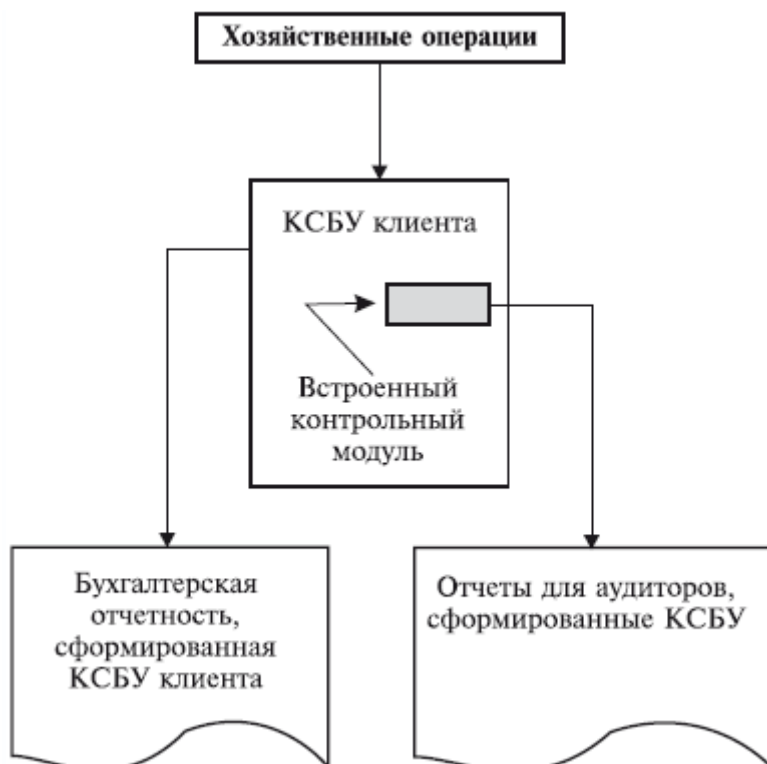 Хозяйственные операции
КСБУ клиента
Встроенный
контрольный
модуль
Бухгалтерская
отчетность,
сформированная
КСБУ клиента
Отчеты для аудиторов,
сформированные КСБУ